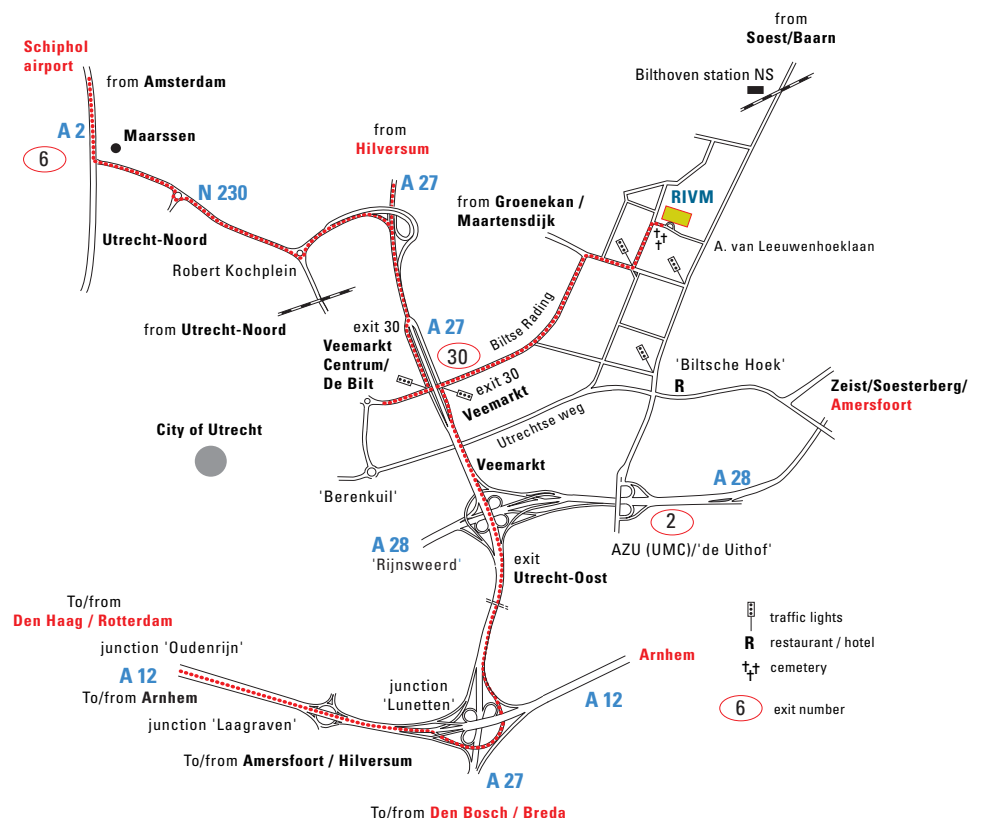 from
Soest/Baarn
Schiphol
airport
from Amsterdam
Bilthoven station NS
A 2
6
Maarssen
from
Hilversum
A 27
N 230
from Groenekan /
Maartensdijk
RIVM
Utrecht-Noord
A. van Leeuwenhoeklaan
Robert Kochplein
from Utrecht-Noord
exit 30
Veemarkt
Centrum/
De Bilt
A 27
30
Biltse Rading
exit 30
Veemarkt
'Biltsche Hoek'
R
Zeist/Soesterberg/
Amersfoort
City of Utrecht
Utrechtse weg
Veemarkt
'Berenkuil'
A 28
2
A 28
'Rijnsweerd'
AZU (UMC)/'de Uithof'
exit
Utrecht-Oost
To/from
Den Haag / Rotterdam
junction 'Oudenrijn'
A 12
To/from Arnhem
junction 'Laagraven'
junction
'Lunetten'
Arnhem
A 12
To/from Amersfoort / Hilversum
A 27
To/from Den Bosch / Breda
traffic lights
R restaurant / hotel
cemetery
6 exit number